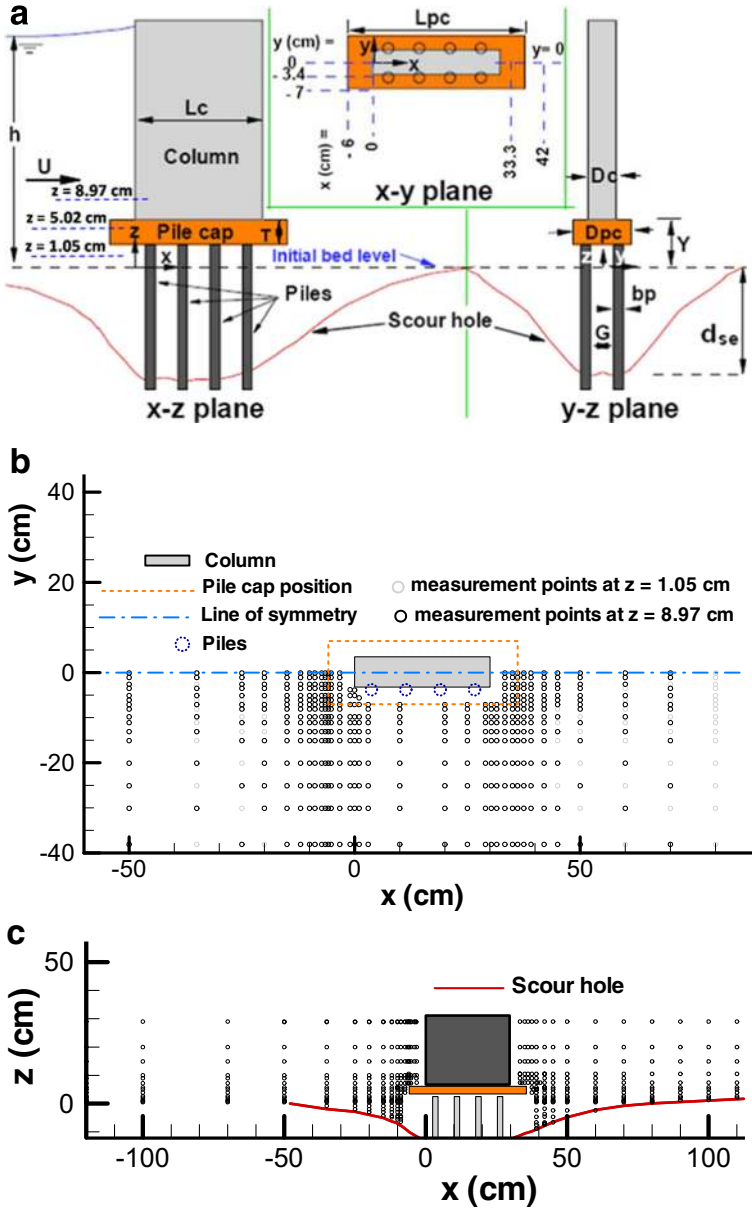 a
Lpc
y (cm) =
0
- 3.4
- 7
y
x
y= 0
x (cm) =
- 6
0
33.3
42
x-y plane
h
Lc
Column
U
z = 8.97 cm
z = 5.02 cm
z = 1.05 cm
z
Pile cap
T
x
Initial bed level
Piles
Scour hole
x-z plane
Dc
Dpc
Y
z
y
bp
G
dse
y-z plane
b
y (cm)
40
20
0
-20
-40
Column
Pile cap position
measurement points at z = 1.05 cm
Line of symmetry
measurement points at z = 8.97 cm
Piles
-50
0
50
x (cm)
c
z (cm)
50
0
Scour hole
-100
-50
0
50
100
x (cm)